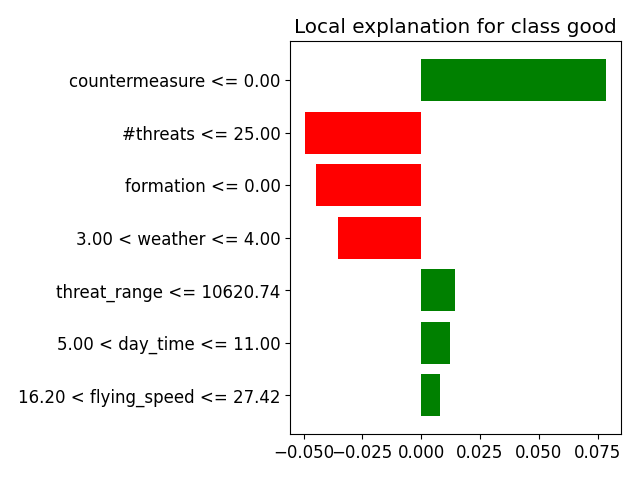 Local explanation for class good
countermeasure <= 0.00
#threats <= 25.00
formation <= 0.00
3.00 < weather <= 4.00
threat_range <= 10620.74
5.00 < day_time <= 11.00
16.20 < flying_speed <= 27.42
−0.050 −0.025 0.000 0.025 0.050 0.075